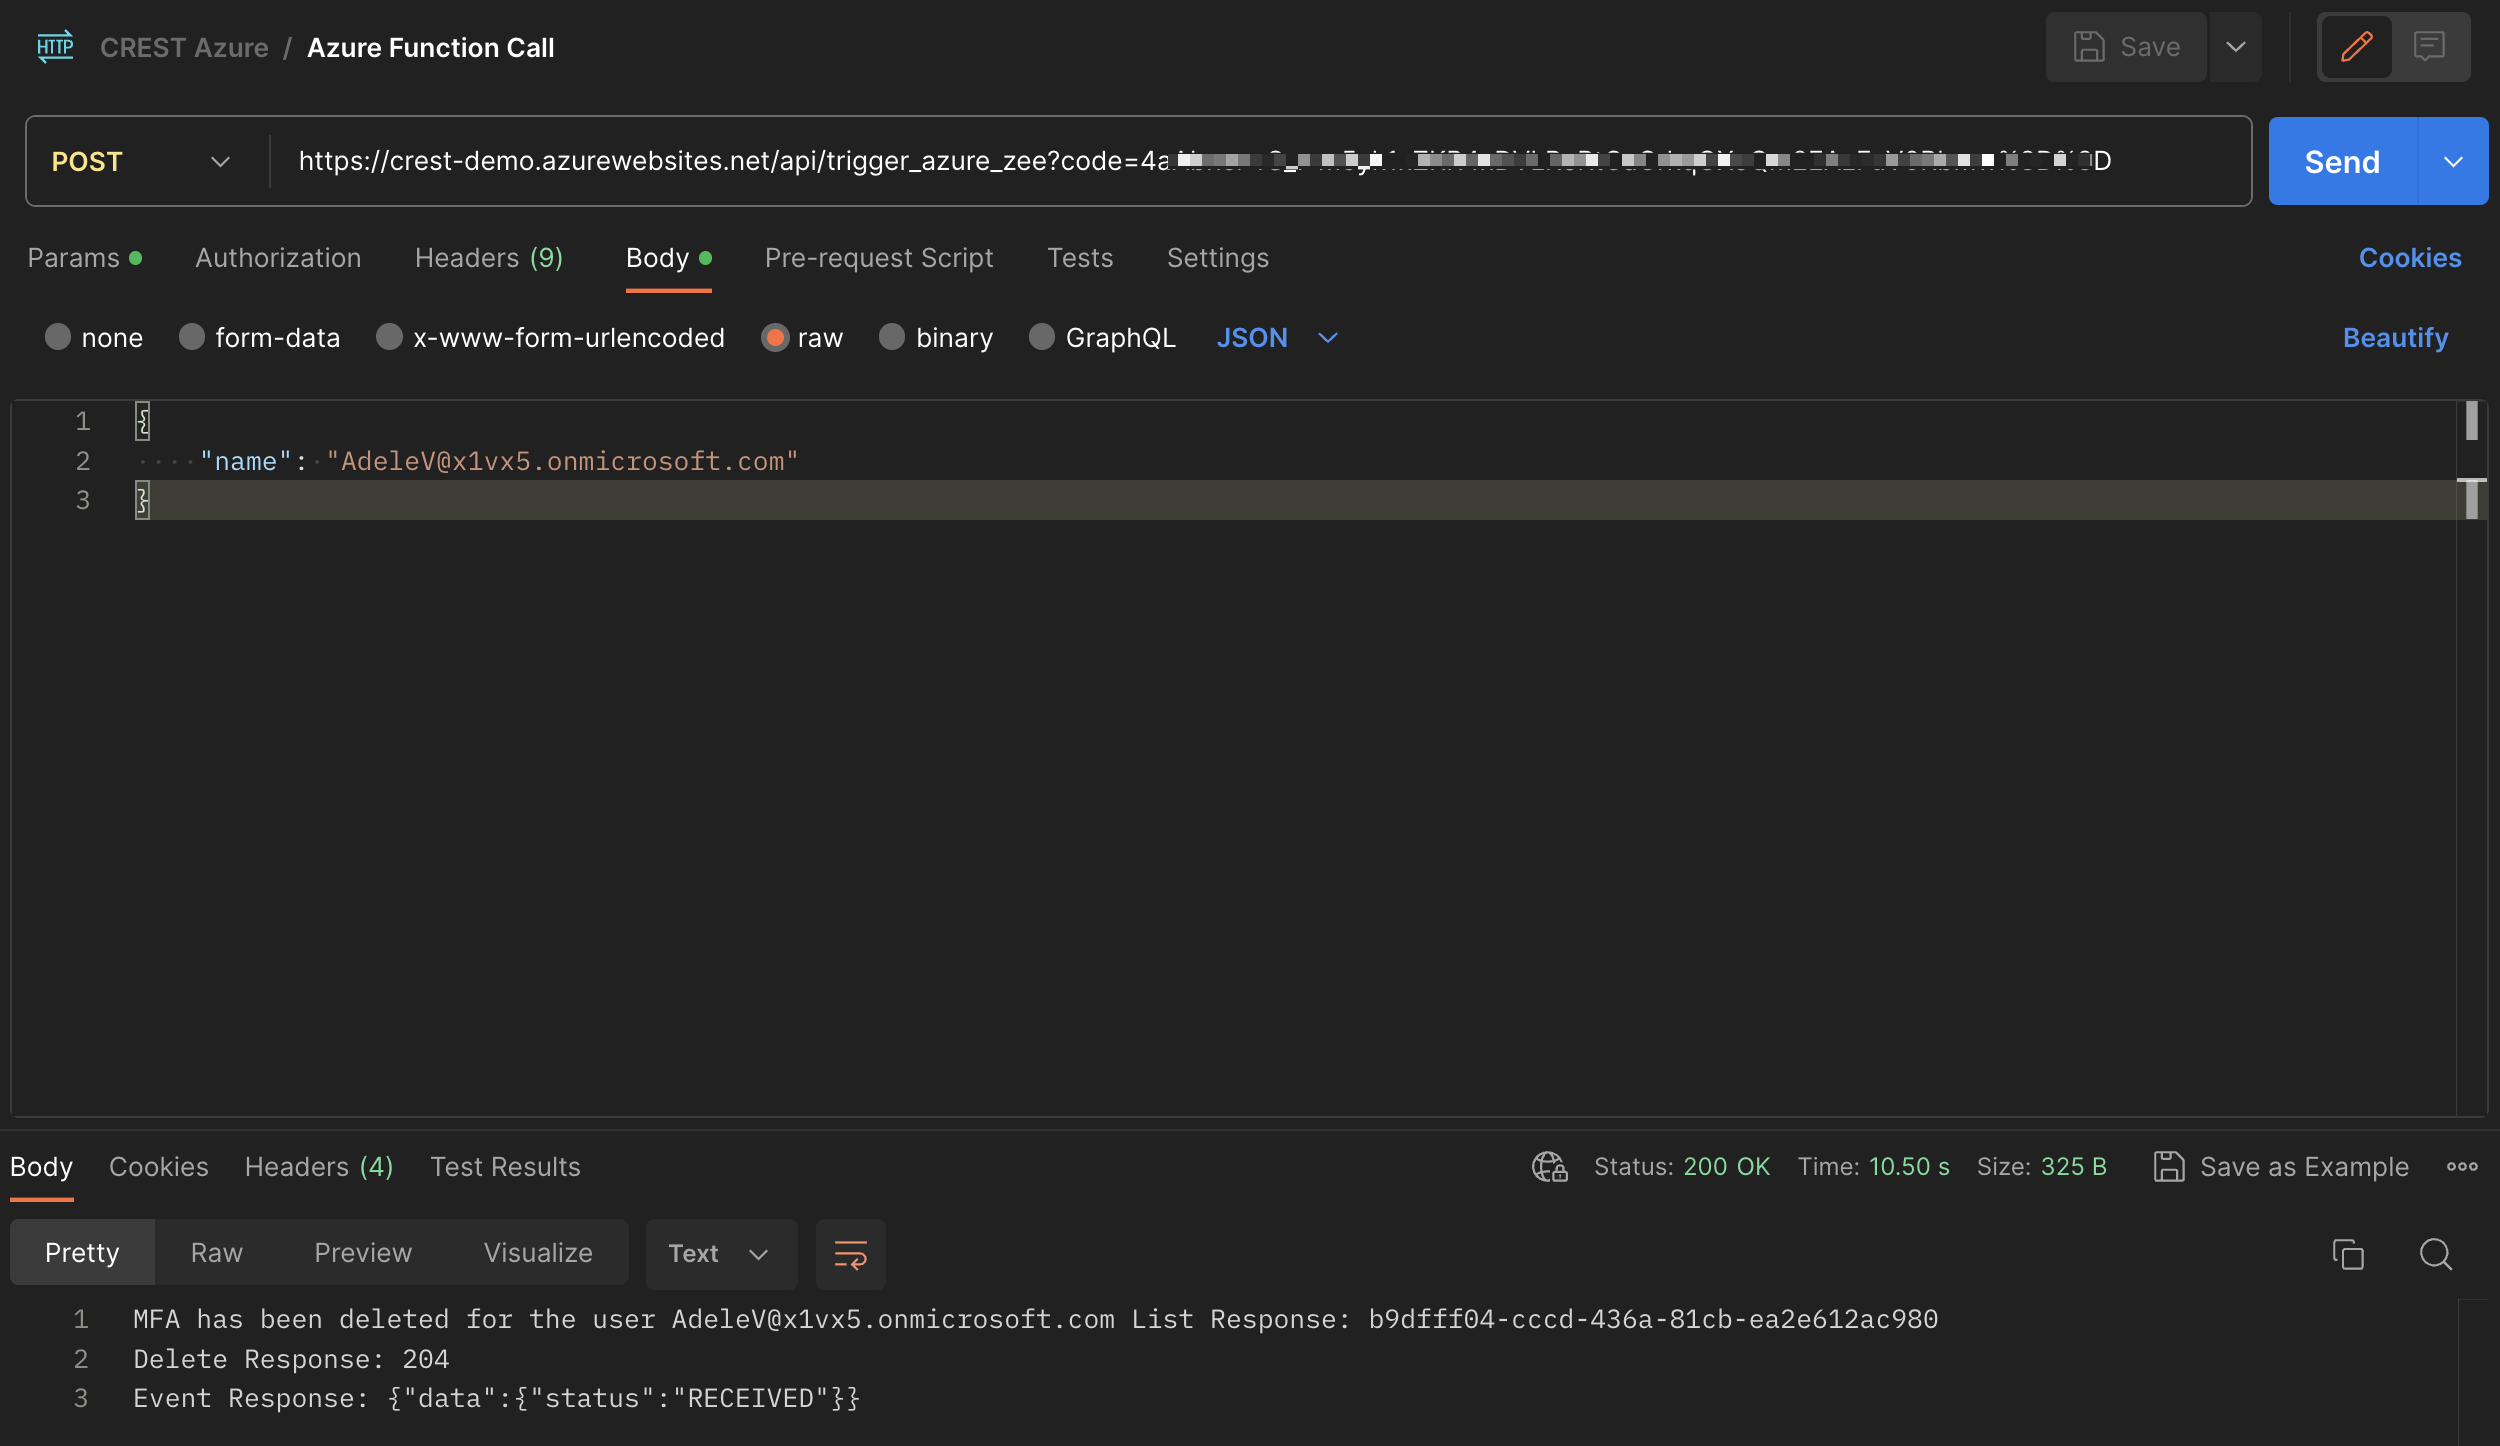 HTTP CREST Azure / Azure Function Call Save
POST https://crest-demo.azurewebsites.net/api/trigger_azure_zee?code=4a Send
Params Authorization Headers (9) Body Pre-request Script Tests Settings Cookies
none form-data x-www-form-urlencoded raw binary GraphQL JSON Beautify
1 {
2 "name": "AdeleV@x1vx5.onmicrosoft.com"
3 }
Body Cookies Headers (4) Test Results Status: 200 OK Time: 10.50 s Size: 325 B Save as Example
Pretty Raw Preview Visualize Text
1 MFA has been deleted for the user AdeleV@x1vx5.onmicrosoft.com List Response: b9dfff04-cccd-436a-81cb-ea2e612ac980
2 Delete Response: 204
3 Event Response: {"data":{"status":"RECEIVED"}}